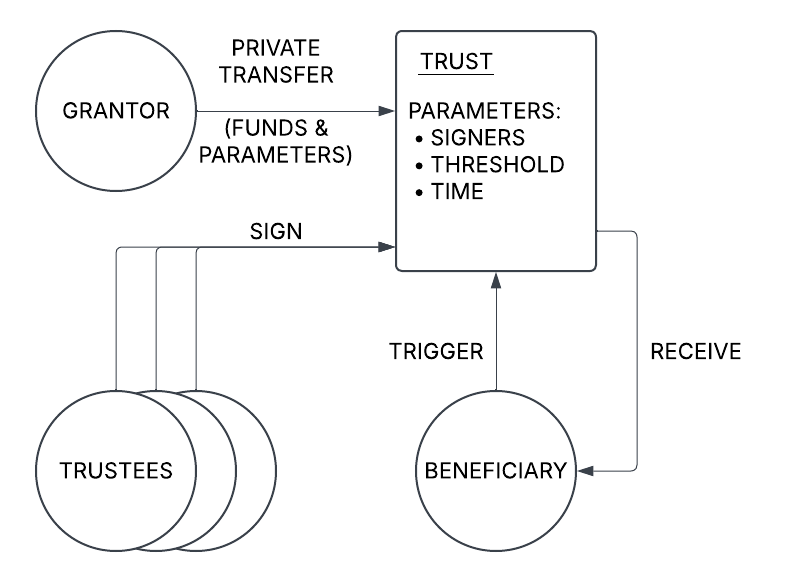 PRIVATE
TRANSFER
GRANTOR
(FUNDS &
PARAMETERS)
TRUST
PARAMETERS:
• SIGNERS
• THRESHOLD
• TIME
SIGN
TRIGGER
RECEIVE
TRUSTEES
BENEFICIARY